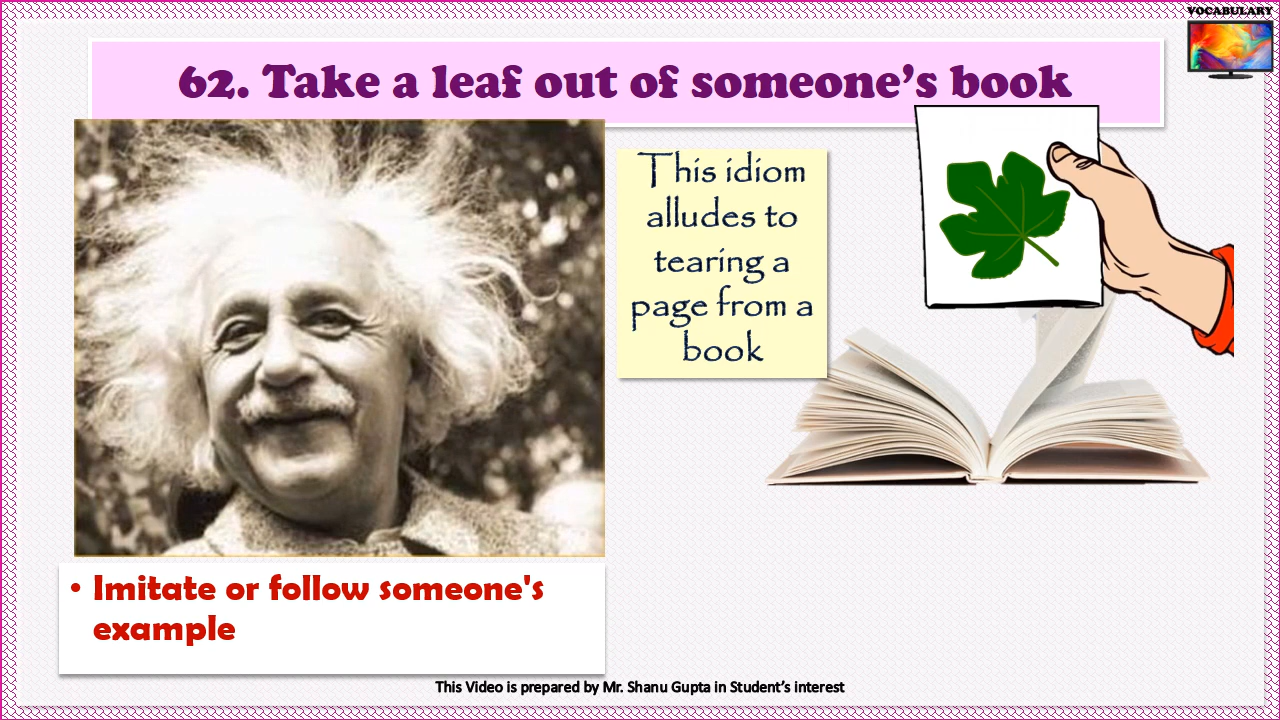 VOCABULARY
62. Take a leaf out of someone’s book
This idiom
alludes to
tearing a
page from a
book
• Imitate or follow someone's
example
This Video is prepared by Mr. Shanu Gupta in Student’s interest